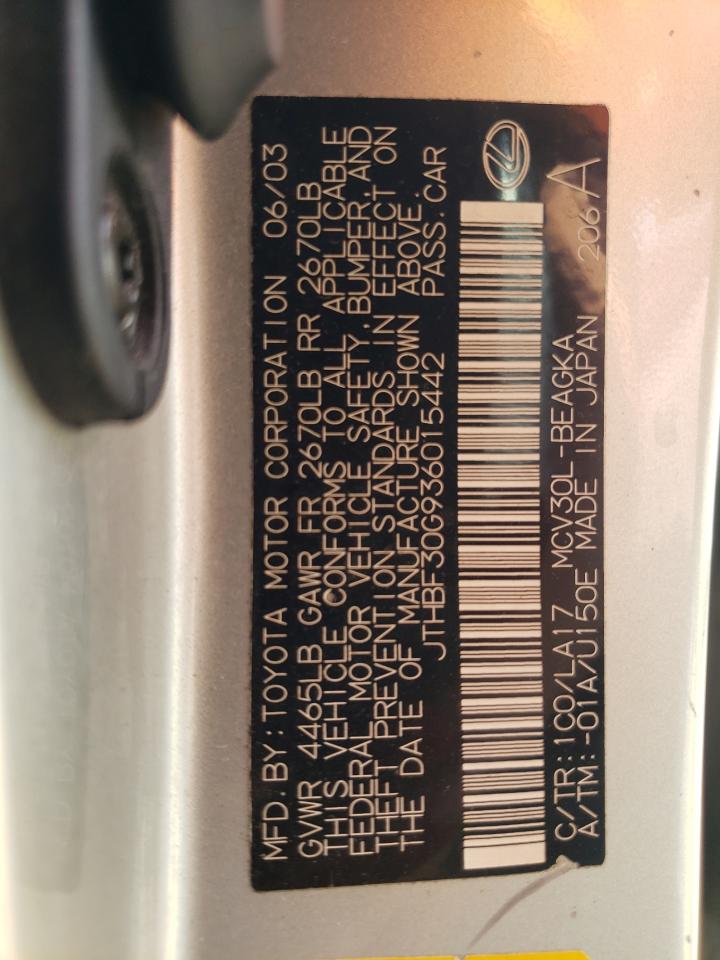 MFD.BY:TOYOTA MOTOR CORPORATION 06/03
GVWR 4465LB GAWR FR 2670LB RR 2670LB
THIS VEHICLE CONFORMS TO ALL APPLICABLE
FEDERAL MOTOR VEHICLE SAFETY, BUMPER, AND
THEFT PREVENTION STANDARDS IN EFFECT ON
THE DATE OF MANUFACTURE SHOWN ABOVE.
JTHBF30G936015442 PASS.CAR
C/TR:1C0/LA17 MCV30L-BEAGKA
A/TM:-01A/U150E MADE IN JAPAN 206 A